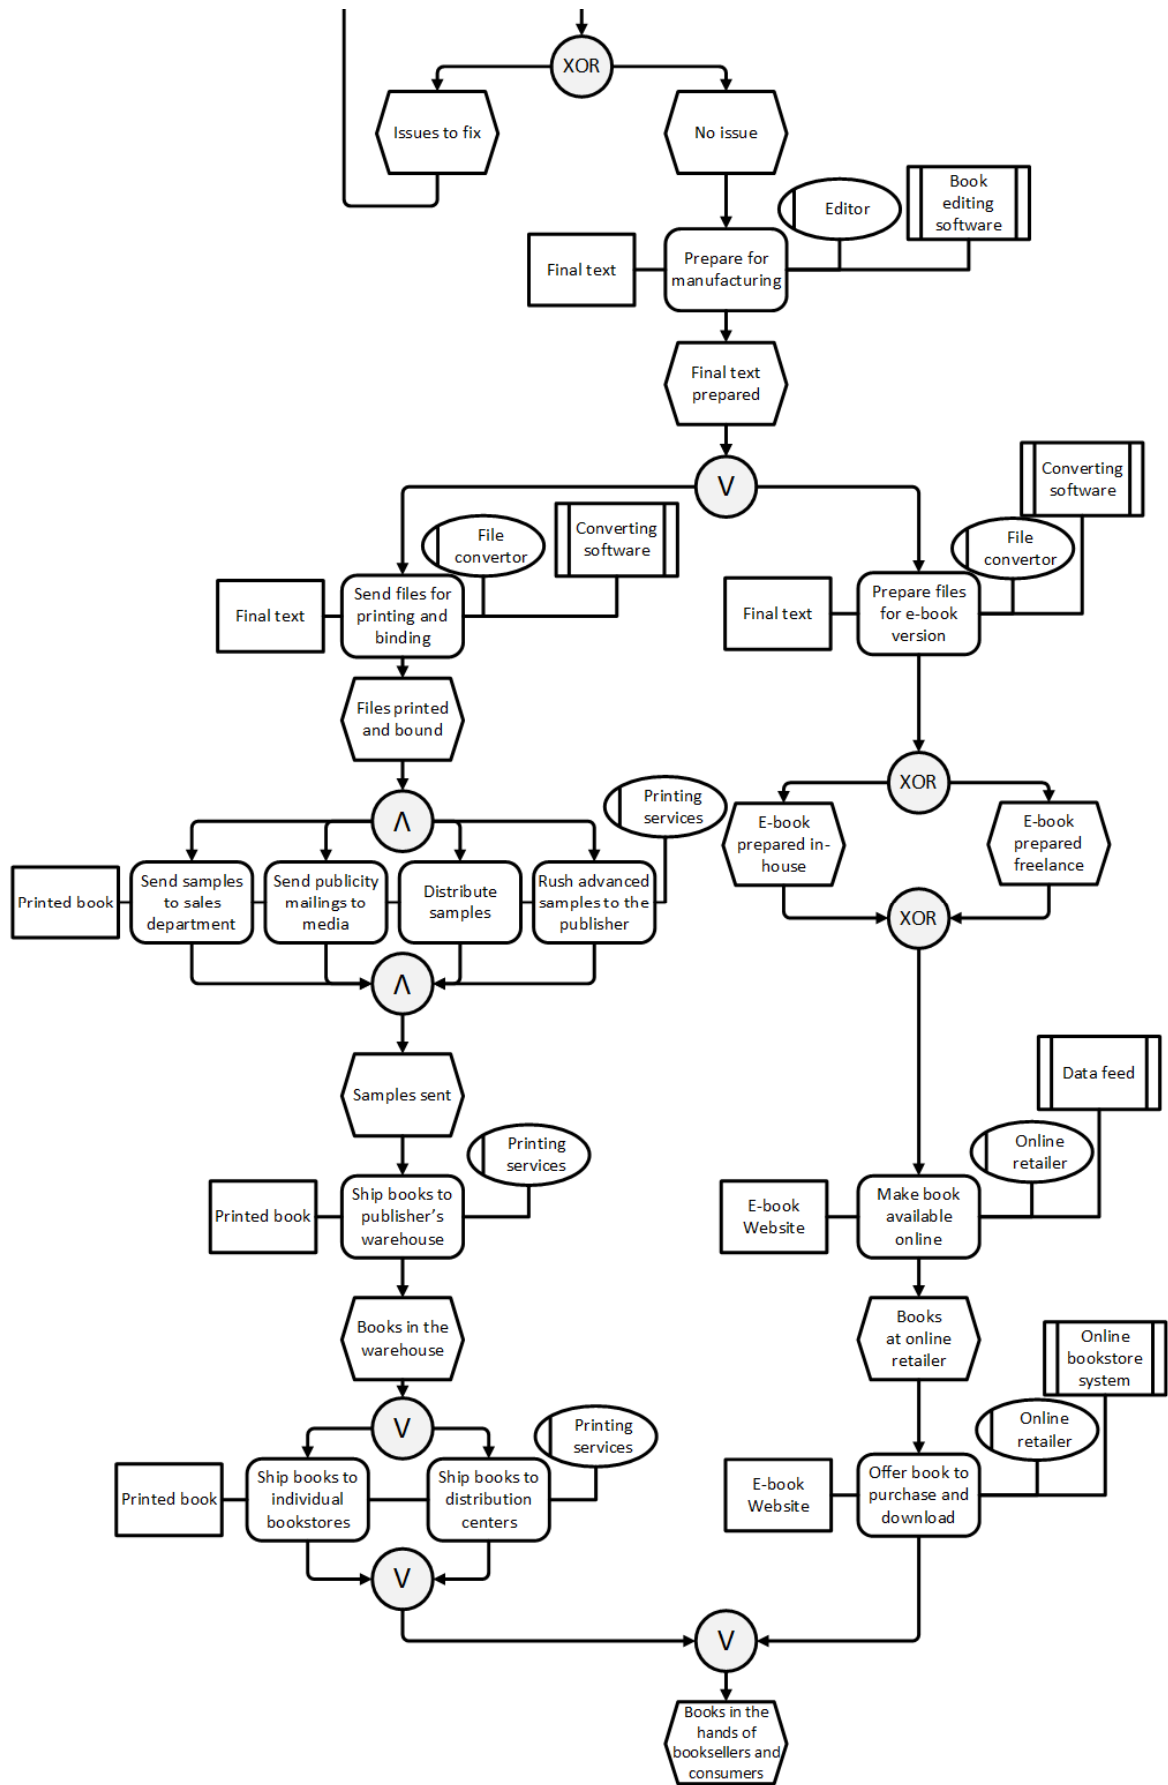 XOR
Issues to fix
No issue
Book
editing
software
Editor
Final text
Prepare for
manufacturing
Final text
prepared
V
Converting
software
File
convertor
Converting
software
File
convertor
Final text
Send files for
printing and
binding
Final text
Prepare files
for e-book
version
Files printed
and bound
XOR
Λ
Printing
services
E-book
prepared in-
house
E-book
prepared
freelance
Printed book
Send samples
to sales
department
Send publicity
mailings to
media
Distribute
samples
Rush advanced
samples to the
publisher
XOR
Λ
Samples sent
Data feed
Printing
services
Online
retailer
Printed book
Ship books to
publisher's
warehouse
E-book
Website
Make book
available
online
Books in the
warehouse
Books
at online
retailer
Online
bookstore
system
V
Printing
services
Online
retailer
Printed book
Ship books to
individual
bookstores
Ship books to
distribution
centers
E-book
Website
Offer book to
purchase and
download
V
V
Books in the
hands of
booksellers and
consumers